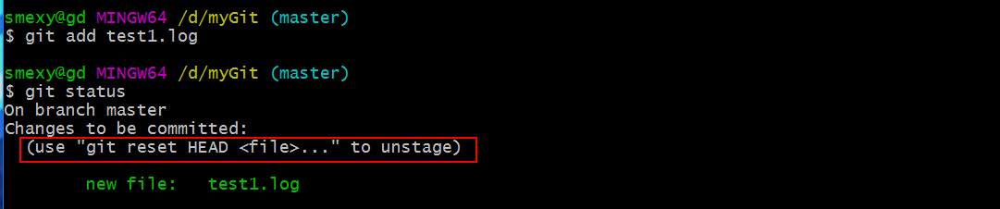 smexy@gd MINGW64 /d/myGit (master)
$ git add test1.log
smexy@gd MINGW64 /d/myGit (master)
$ git status
On branch master
Changes to be committed:
(use "git reset HEAD <file>..." to unstage)
new file: test1.log